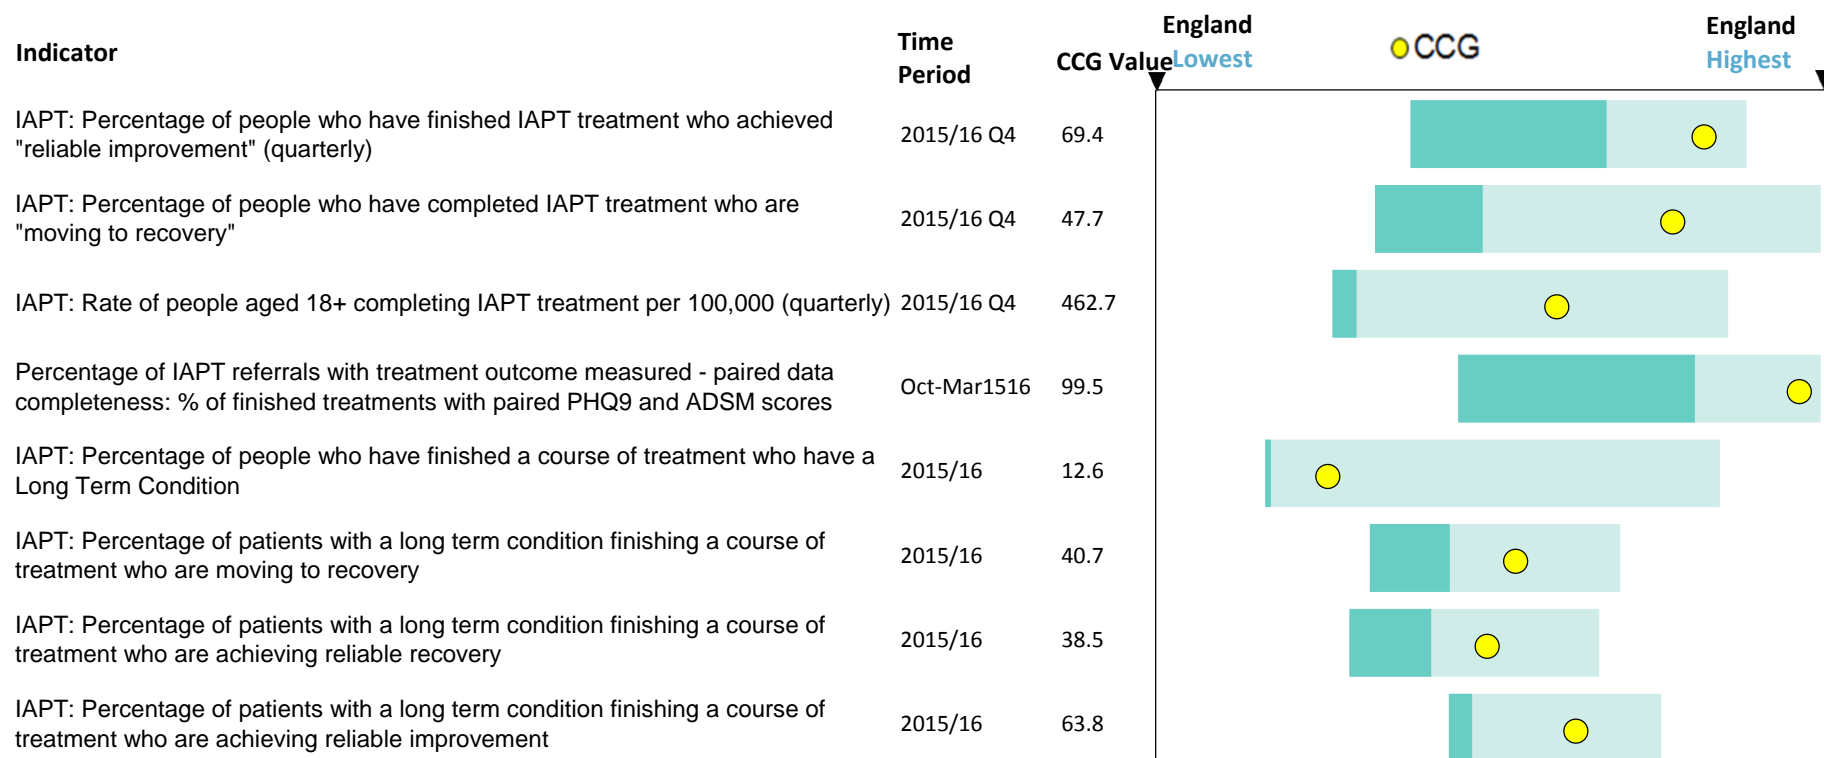 Indicator
Time
Period
CCG Value
England
Lowest
CCG
England
Highest
IAPT: Percentage of people who have finished IAPT treatment who achieved
"reliable improvement" (quarterly)
2015/16 Q4
69.4
IAPT: Percentage of people who have completed IAPT treatment who are
"moving to recovery"
2015/16 Q4
47.7
IAPT: Rate of people aged 18+ completing IAPT treatment per 100,000 (quarterly)
2015/16 Q4
462.7
Percentage of IAPT referrals with treatment outcome measured - paired data
completeness: % of finished treatments with paired PHQ9 and ADSM scores
Oct-Mar1516
99.5
IAPT: Percentage of people who have finished a course of treatment who have a
Long Term Condition
2015/16
12.6
IAPT: Percentage of patients with a long term condition finishing a course of
treatment who are moving to recovery
2015/16
40.7
IAPT: Percentage of patients with a long term condition finishing a course of
treatment who are achieving reliable recovery
2015/16
38.5
IAPT: Percentage of patients with a long term condition finishing a course of
treatment who are achieving reliable improvement
2015/16
63.8